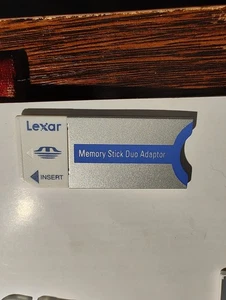 Lexar
Memory Stick Duo Adaptor
INSERT